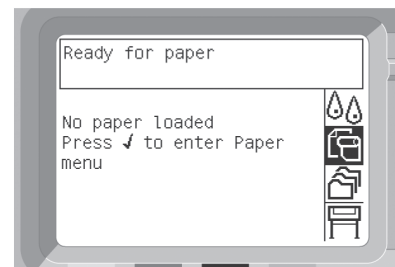 Ready for paper
No paper loaded
Press ✓ to enter Paper
menu